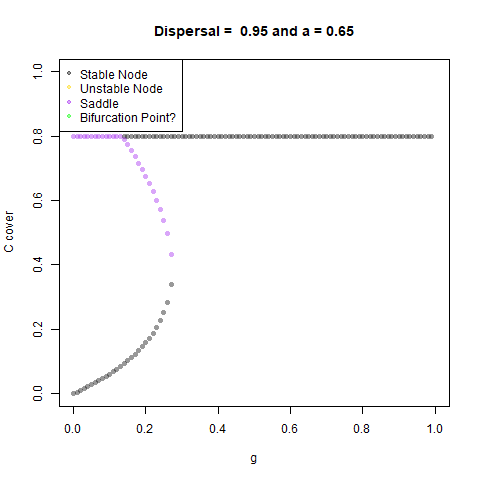 Dispersal =  0.95 and a = 0.65
Stable Node
Unstable Node
Saddle
Bifurcation Point?
C cover
1.0
0.8
0.6
0.4
0.2
0.0
0.0 0.2 0.4 0.6 0.8 1.0
g